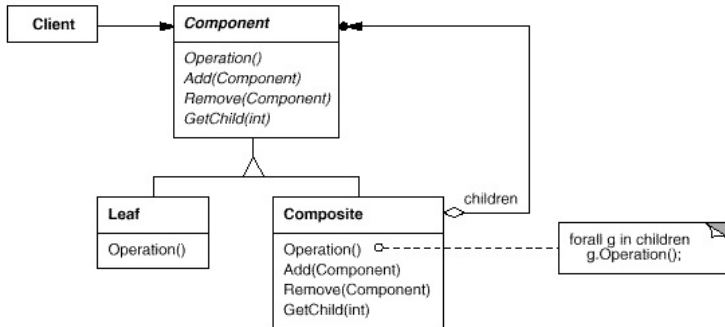 Client
Component
Operation()
Add(Component)
Remove(Component)
GetChild(int)
children
Leaf
Operation()
Composite
Operation()
Add(Component)
Remove(Component)
GetChild(int)
forall g in children
g.Operation();